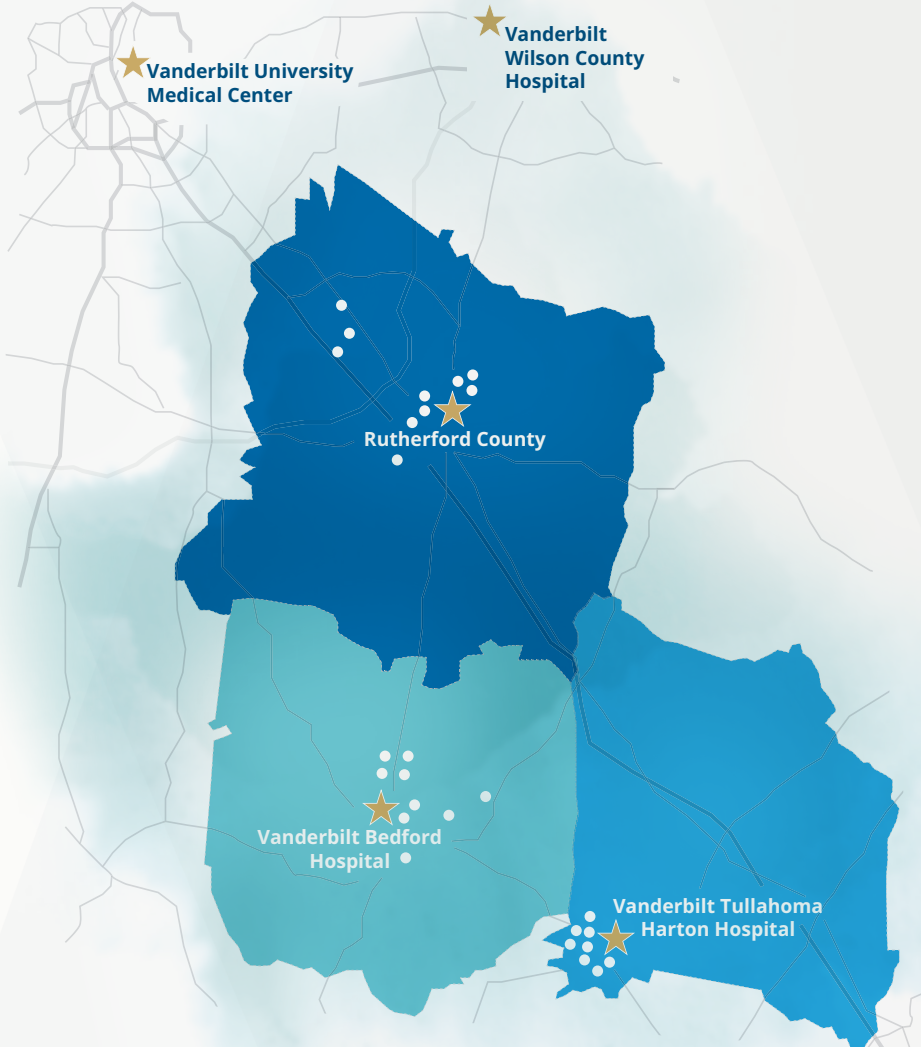 Vanderbilt
Wilson County
Hospital
Vanderbilt University
Medical Center
Rutherford County
Vanderbilt Bedford
Hospital
Vanderbilt Tullahoma
Harton Hospital